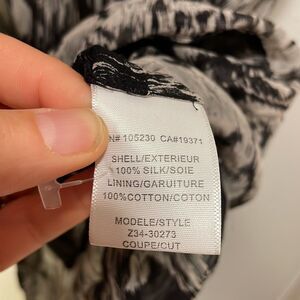 N# 105230 CA#19371
SHELL/EXTERIEUR
100% SILK/SOIE
LINING/GARUITURE
100%COTTON/COTON
MODELE/STYLE
Z34-30273
COUPE/CUT